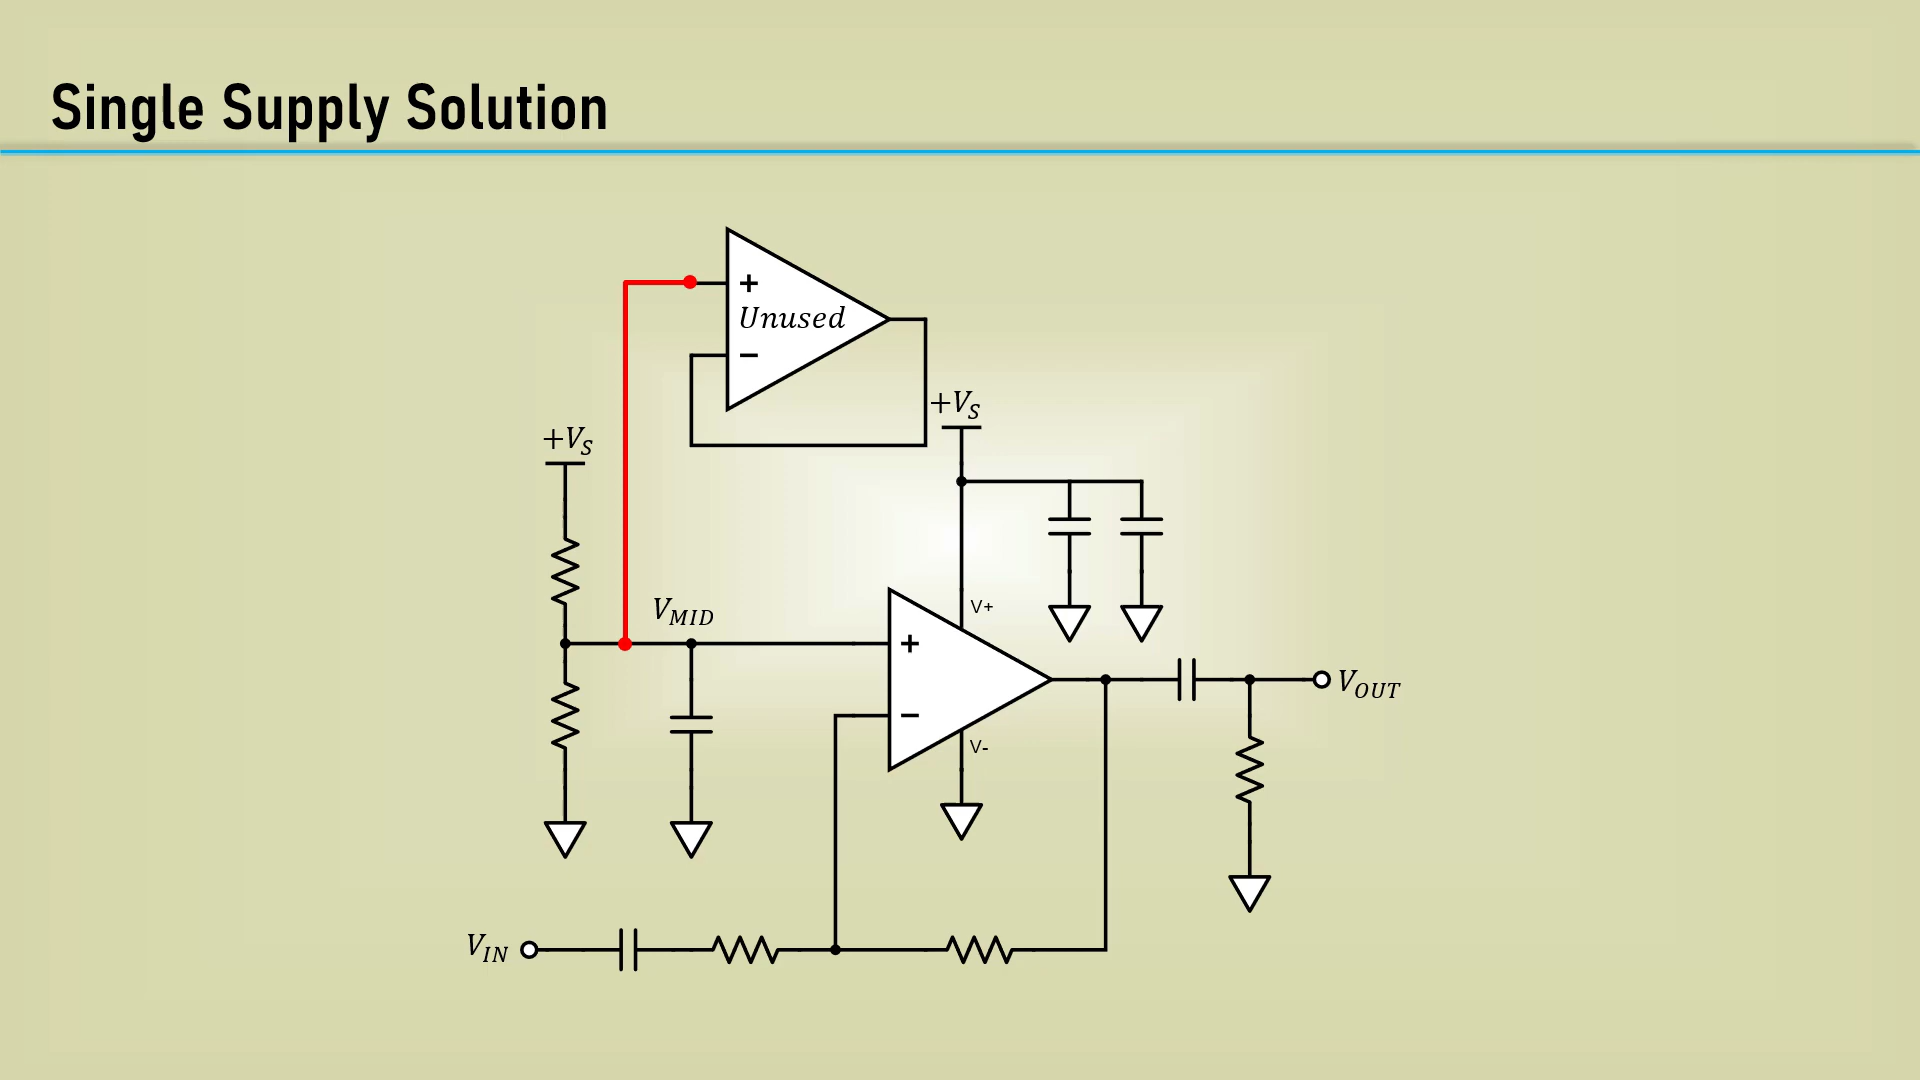 Single Supply Solution
+
Unused
−
+V_S
+V_S
V+
V_MID
+
V_OUT
−
V-
V_IN